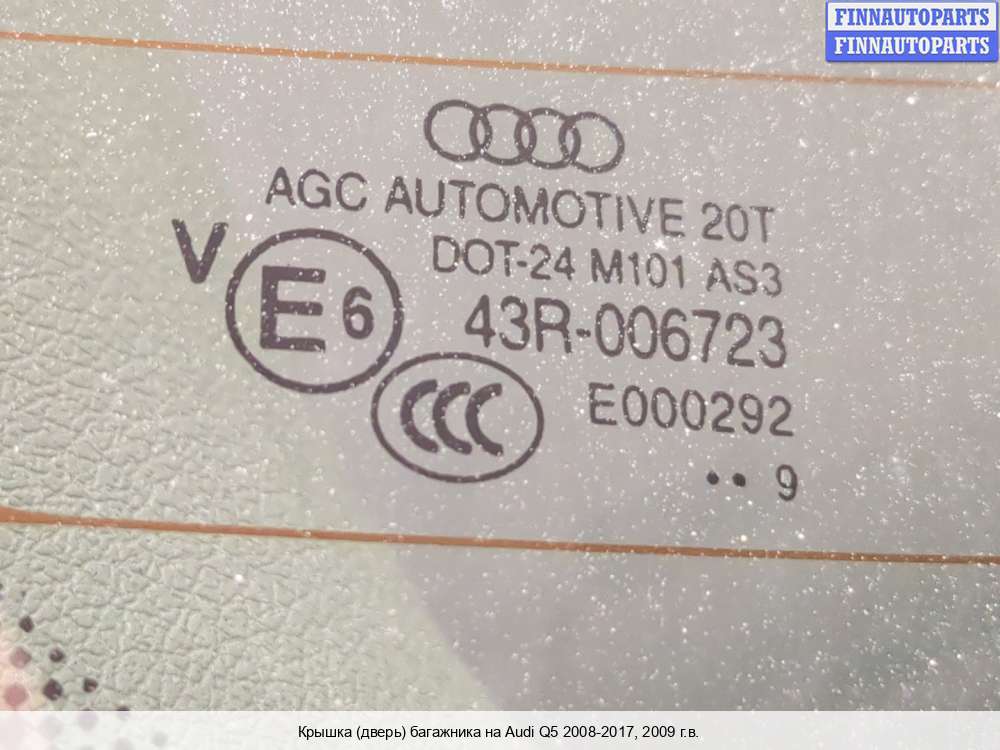 FINNAUTOPARTS
FINNAUTOPARTS
AGC AUTOMOTIVE 20T
DOT-24 M101 AS3
V
E6
43R-006723
CCC
E000292
•• 9
Крышка (дверь) багажника на Audi Q5 2008-2017, 2009 г.в.